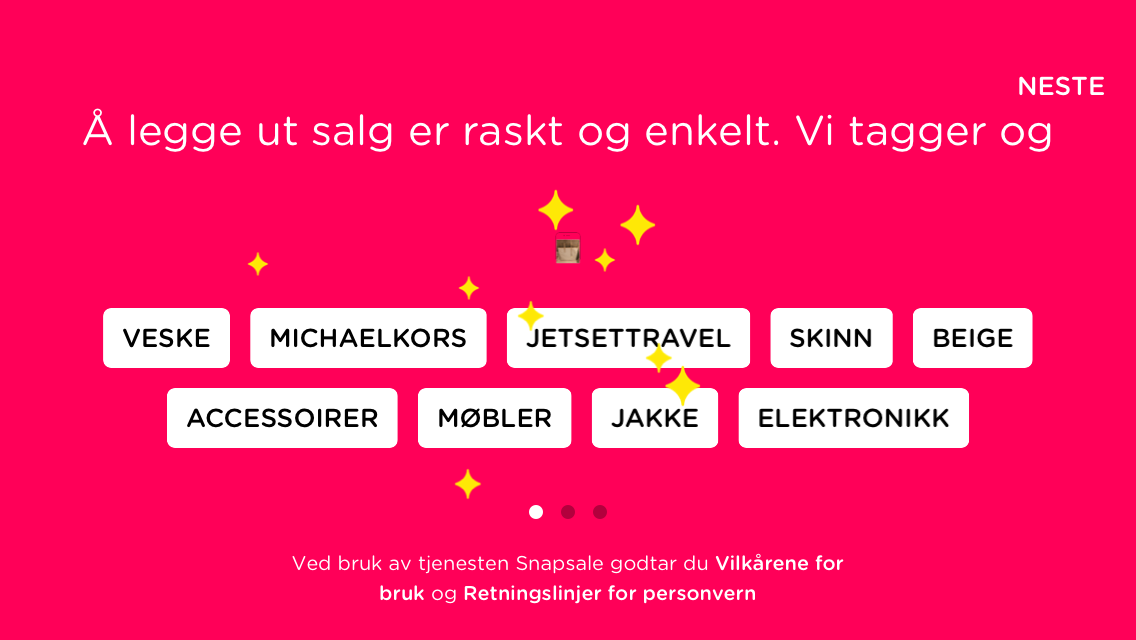 NESTE
Å legge ut salg er raskt og enkelt. Vi tagger og
VESKE MICHAELKORS JETSETTRAVEL SKINN BEIGE
ACCESSOIRER MØBLER JAKKE ELEKTRONIKK
Ved bruk av tjenesten Snapsale godtar du Vilkårene for
bruk og Retningslinjer for personvern